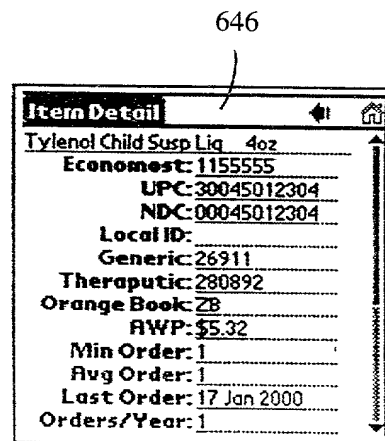 646
Item Detail
Tylenol Child Susp Liq 4oz
Economost: 1155555
UPC: 30045012304
NDC: 00045012304
Local ID:
Generic: 26911
Theraputic: 280892
Orange Book: ZB
AWP: $5.32
Min Order: 1
Avg Order: 1
Last Order: 17 Jan 2000
Orders/Year: 1